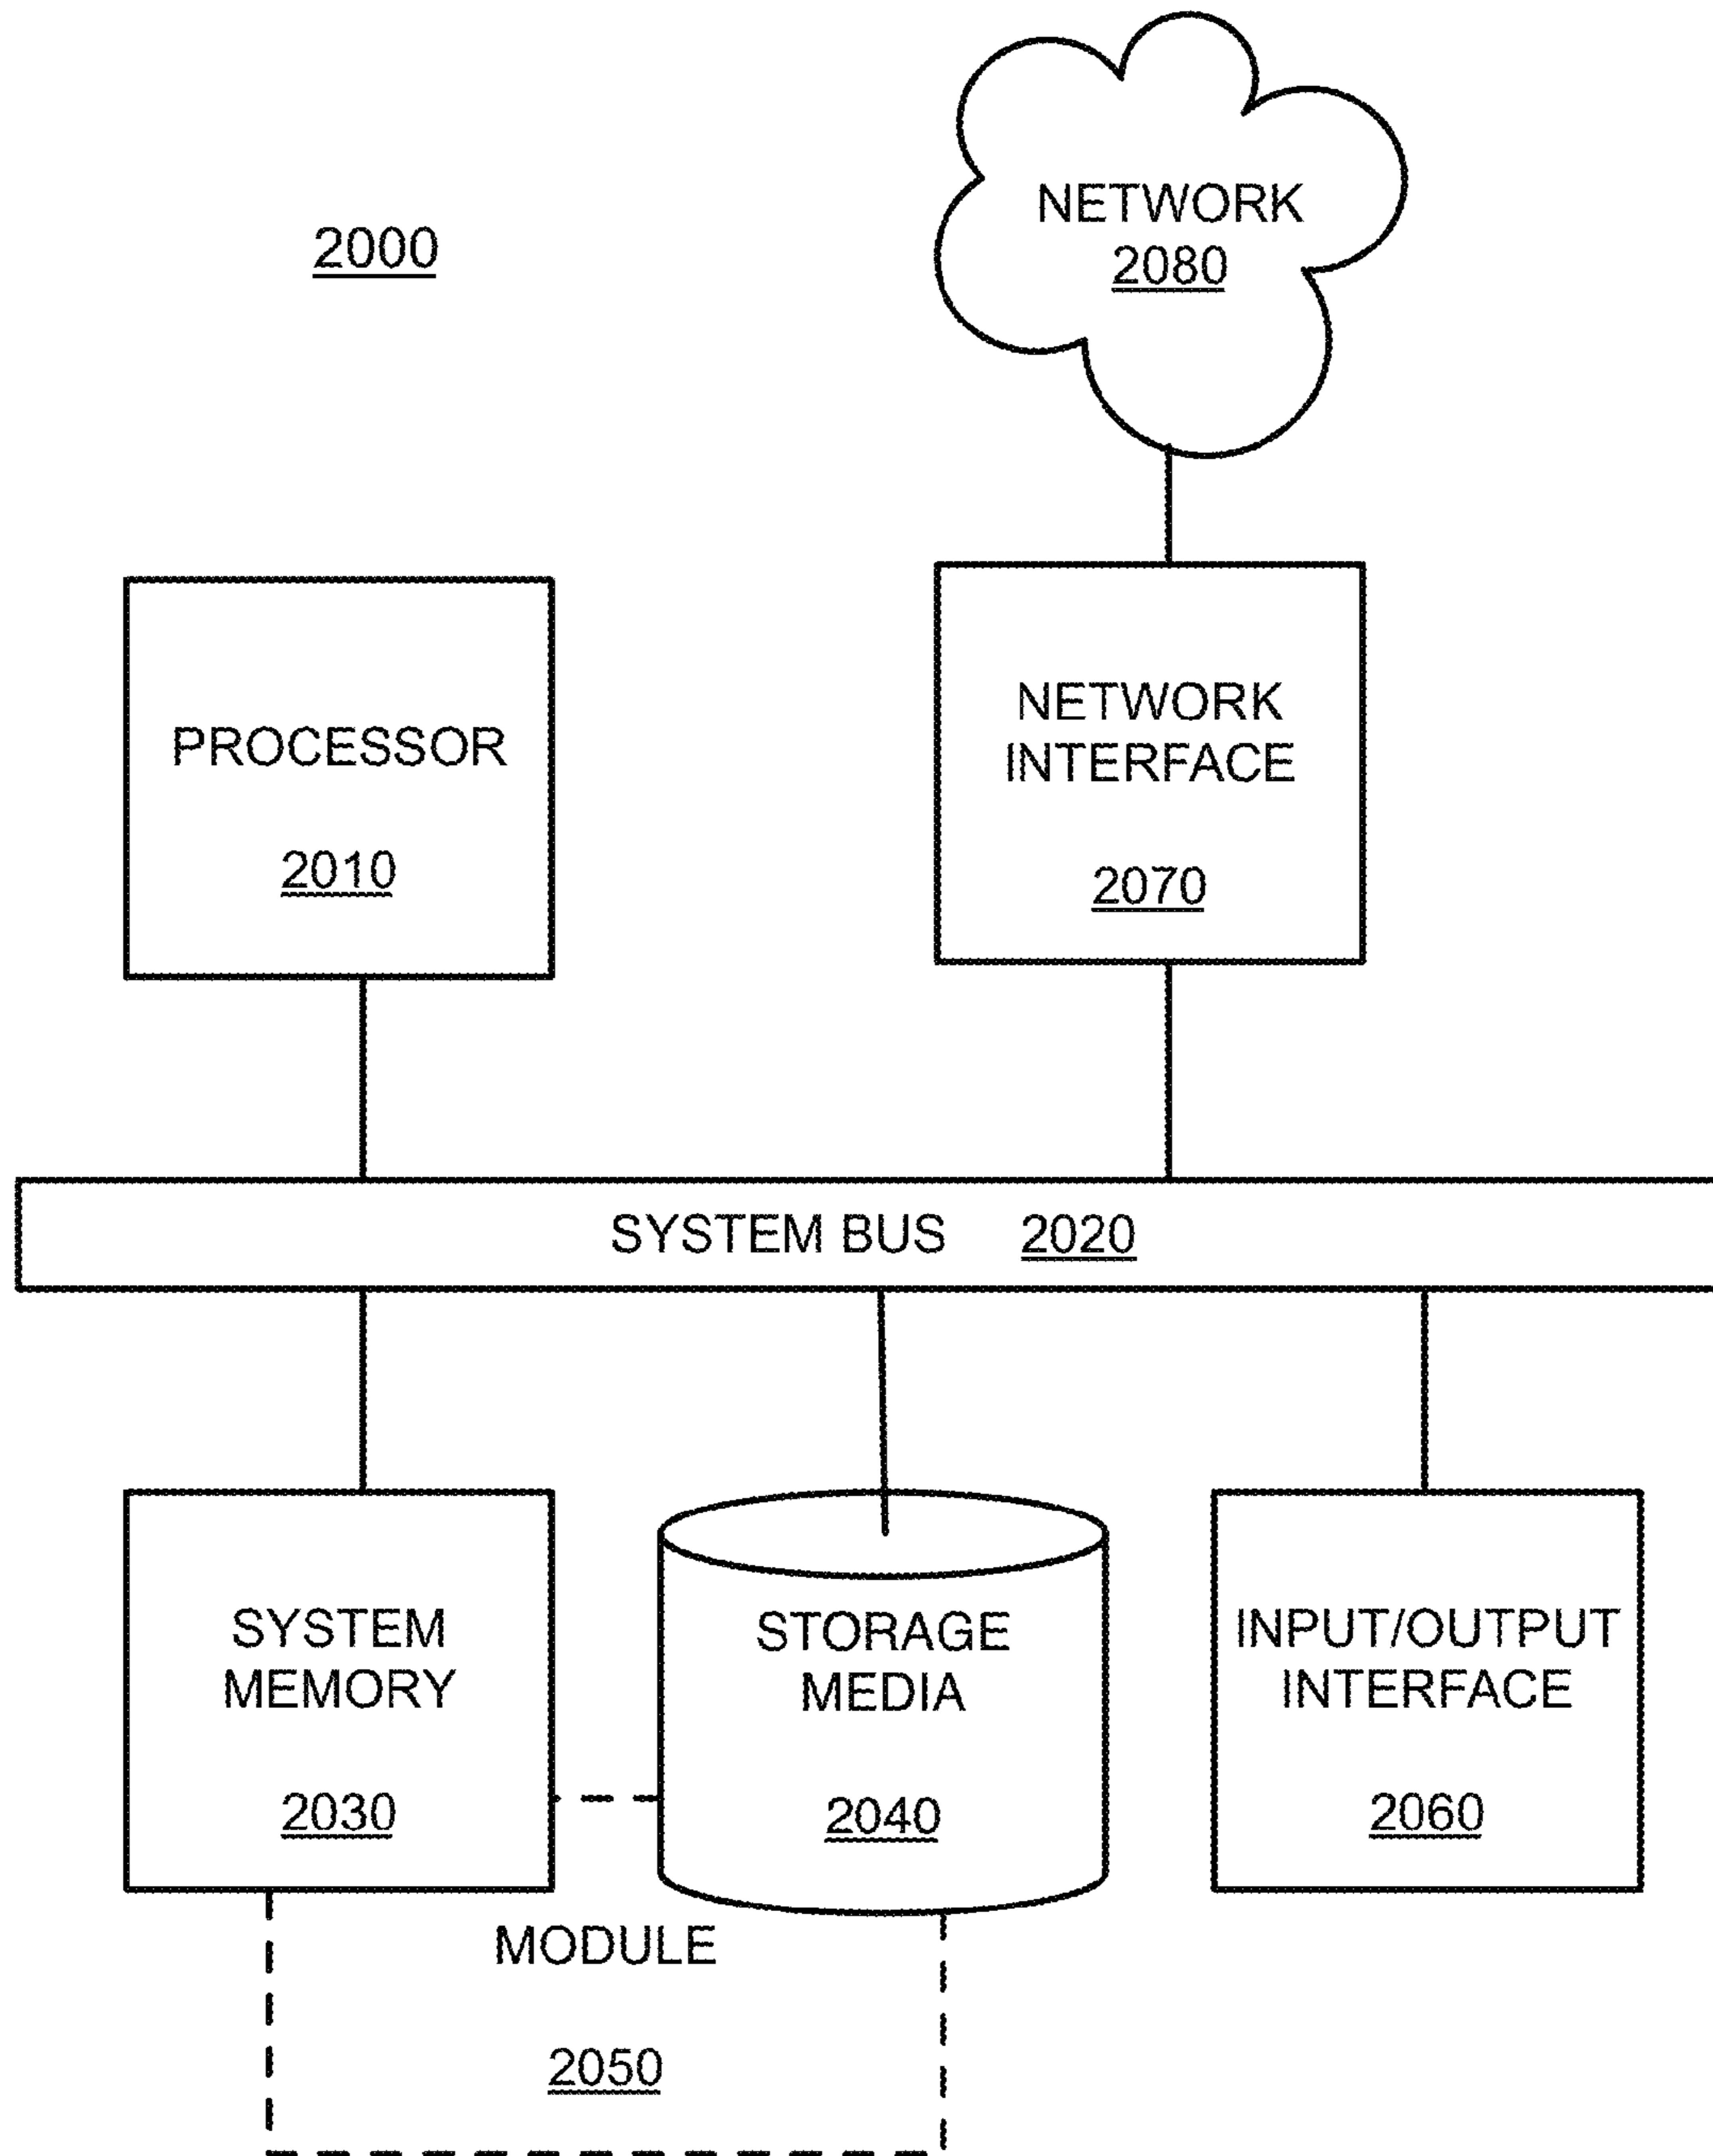 2000
NETWORK
2080
PROCESSOR
2010
NETWORK
INTERFACE
2070
SYSTEM BUS 2020
SYSTEM
MEMORY
2030
STORAGE
MEDIA
2040
INPUT/OUTPUT
INTERFACE
2060
MODULE
2050